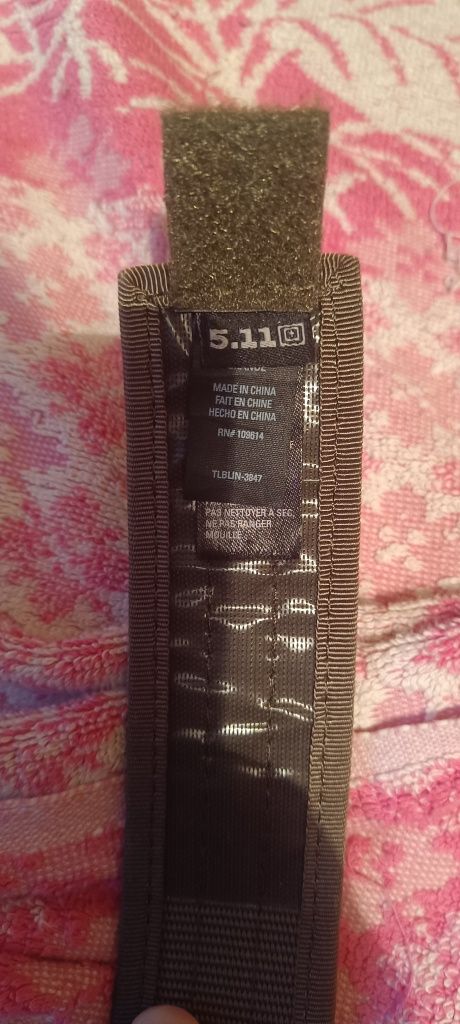 5.11
MADE IN CHINA
FAIT EN CHINE
HECHO EN CHINA
RN# 109614
TLBLIN-3847
PAS NETTOYER À SEC
NE PAS RANGER
MOUILLÉ